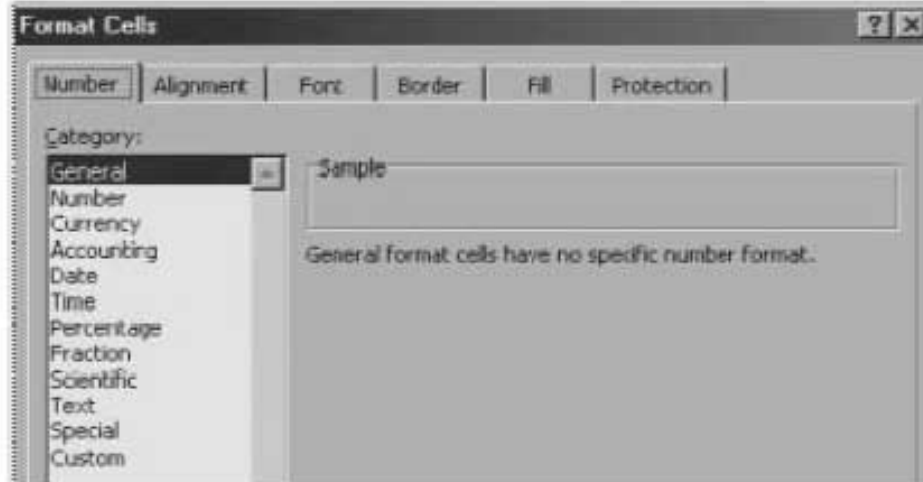 Format Cells
Number Alignment Font Border Fill Protection
Category:
General
Number
Currency
Accounting
Date
Time
Percentage
Fraction
Scientific
Text
Special
Custom
Sample
General format cells have no specific number format.